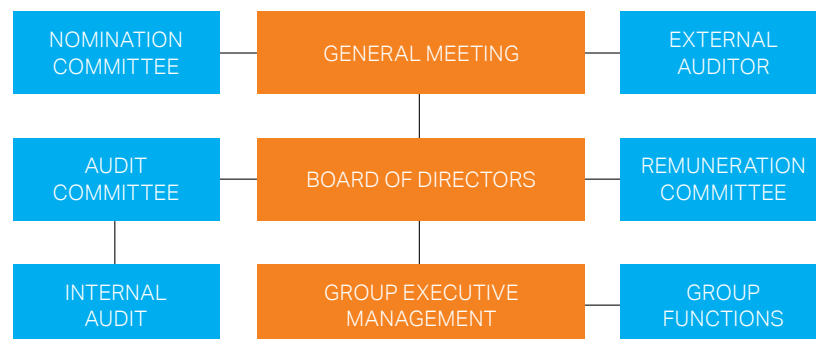 NOMINATION
COMMITTEE
GENERAL MEETING
EXTERNAL
AUDITOR
AUDIT
COMMITTEE
BOARD OF DIRECTORS
REMUNERATION
COMMITTEE
INTERNAL
AUDIT
GROUP EXECUTIVE
MANAGEMENT
GROUP
FUNCTIONS